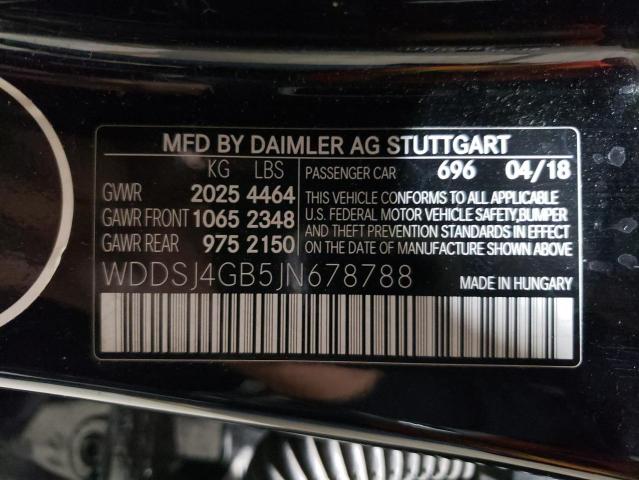 MFD BY DAIMLER AG STUTTGART
KG LBS PASSENGER CAR 696 04/18
GVWR 2025 4464 THIS VEHICLE CONFORMS TO ALL APPLICABLE
GAWR FRONT 1065 2348 U.S. FEDERAL MOTOR VEHICLE SAFETY,BUMPER
AND THEFT PREVENTION STANDARDS IN EFFECT
GAWR REAR 975 2150 ON THE DATE OF MANUFACTURE SHOWN ABOVE
WDDSJ4GB5JN678788 MADE IN HUNGARY